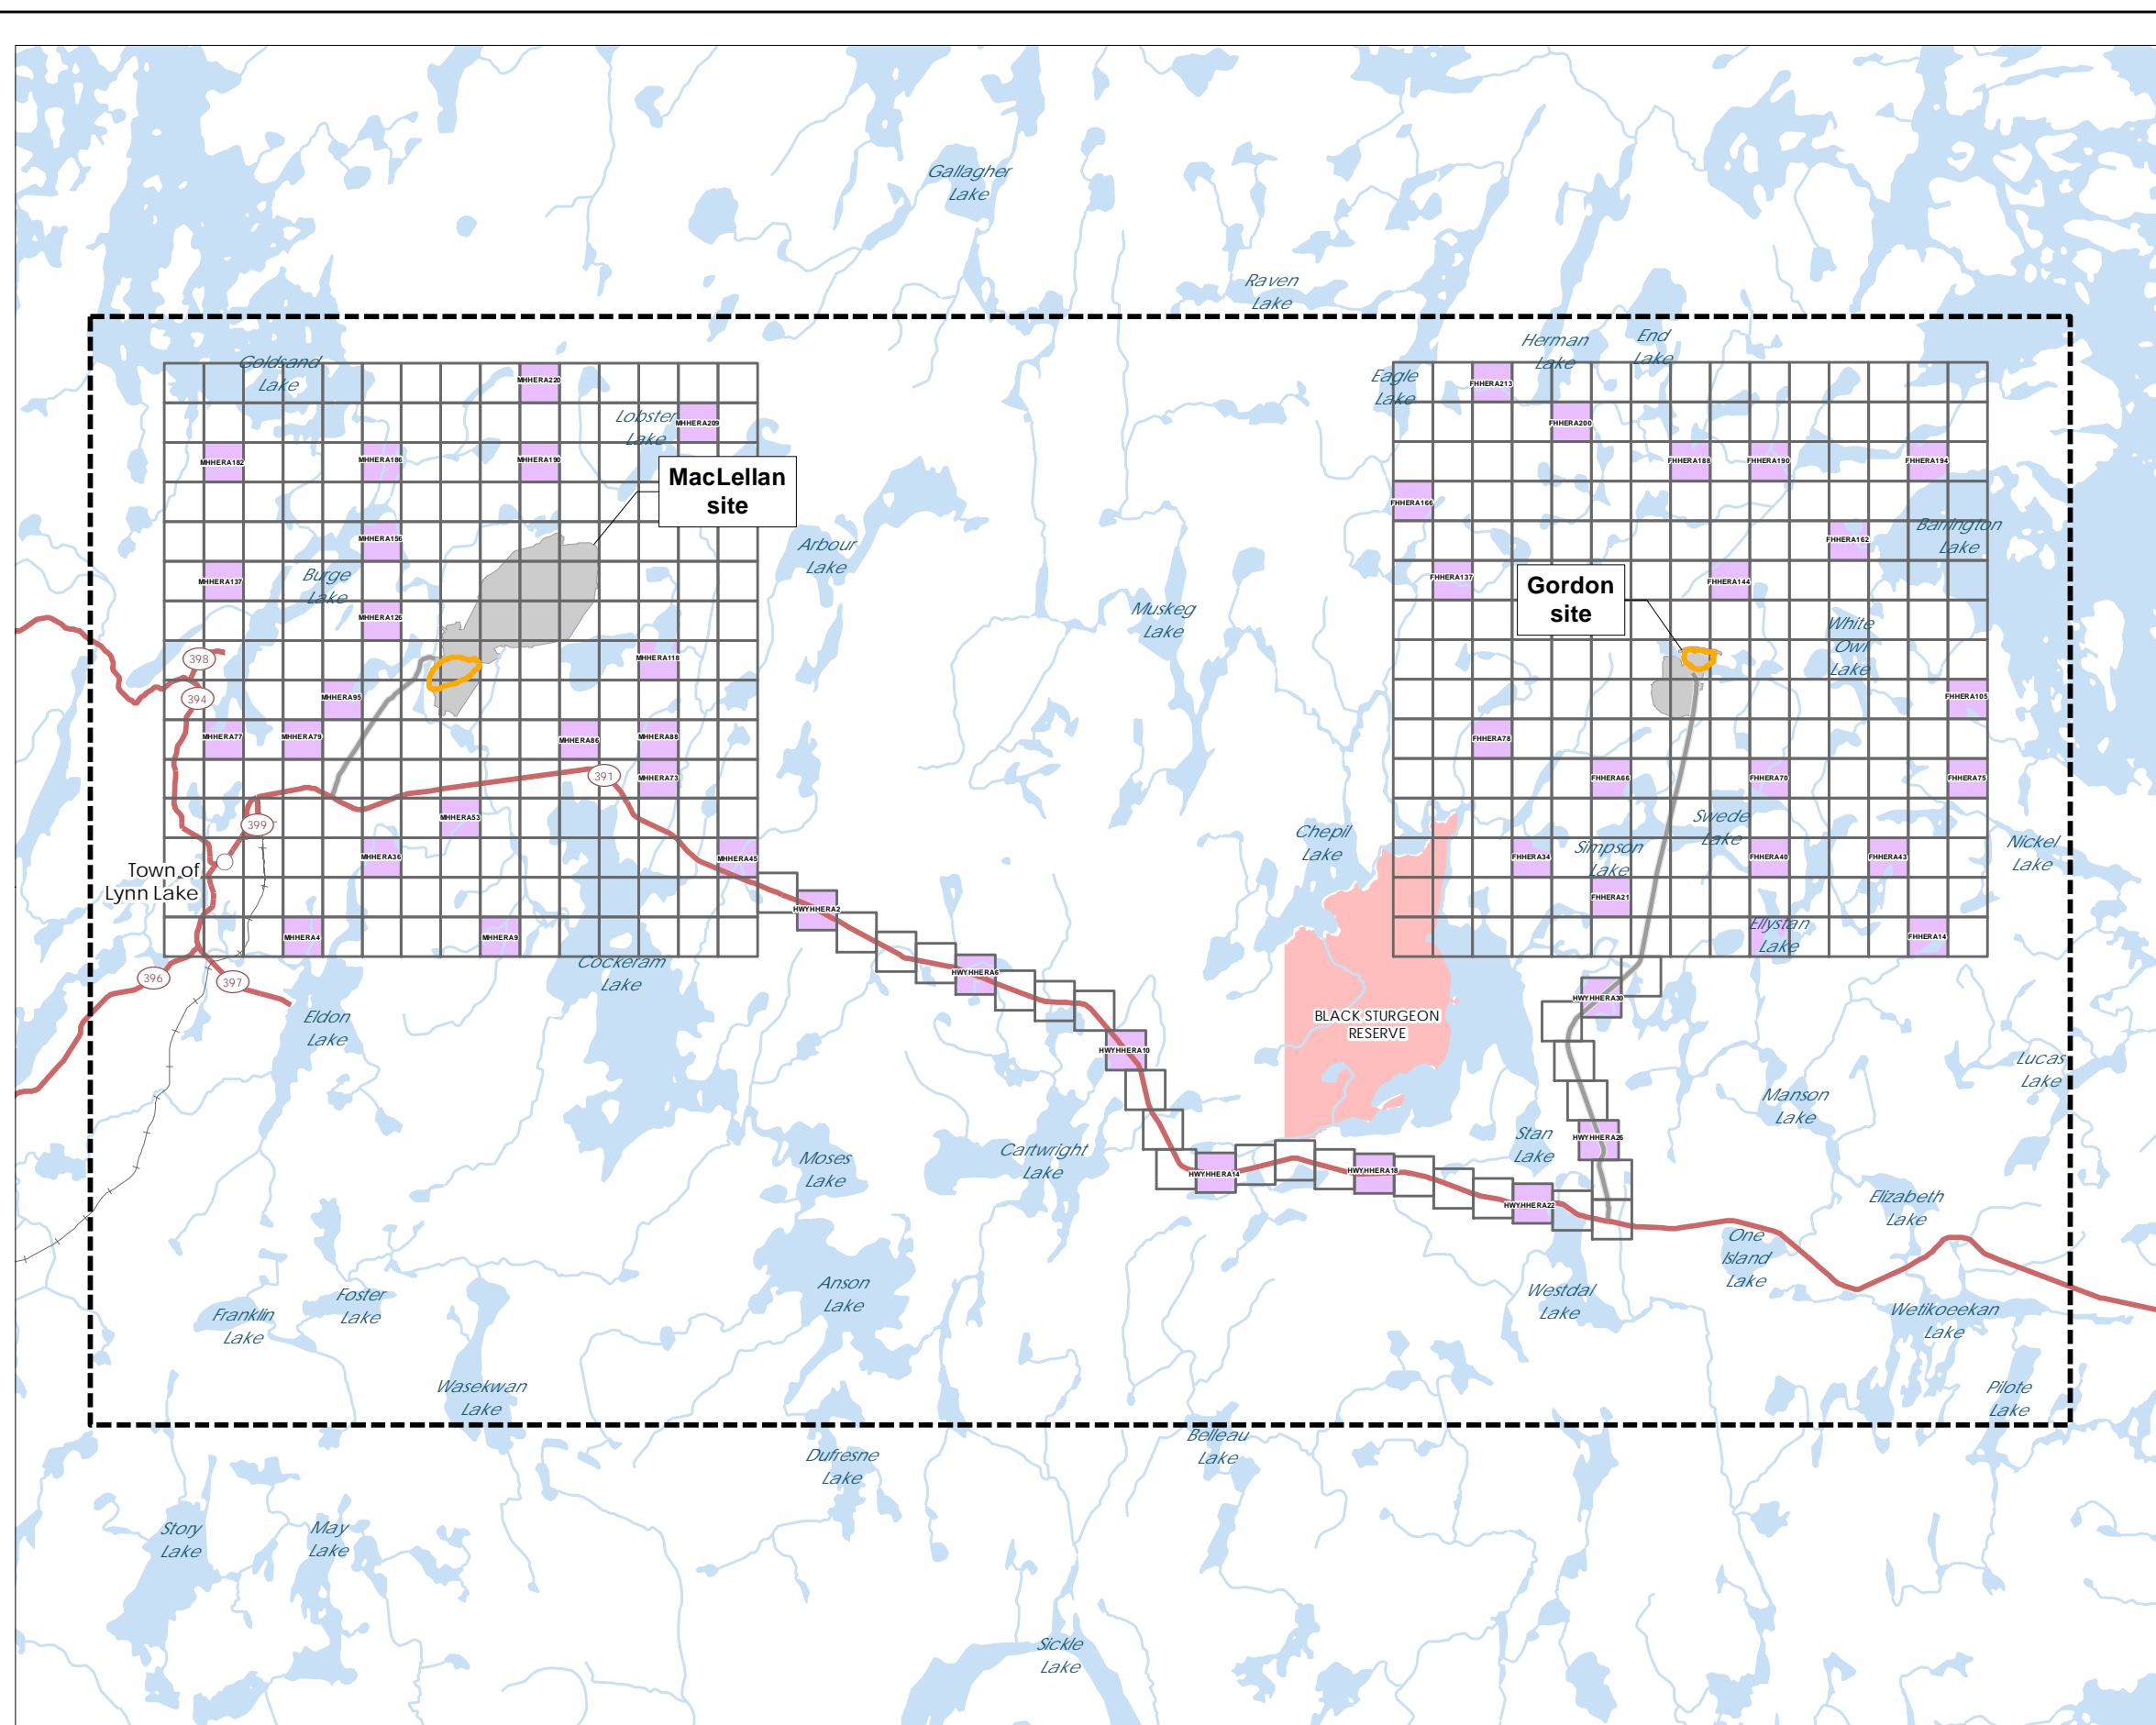 Gallagher
Lake
Raven
Lake
Goldsand
Lake
Herman
Lake
End
Lake
Eagle
Lake
MHHERA220
FHHERA213
Lobster
Lake
MHHERA209
FHHERA200
MHHERA182
MHHERA186
MHHERA190
FHHERA188
FHHERA190
FHHERA194
MacLellan
site
FHHERA166
Barrington
Lake
MHHERA156
Arbour
Lake
FHHERA162
Burge
Lake
MHHERA137
FHHERA137
Gordon
site
FHHERA144
MHHERA126
Muskeg
Lake
White
Owl
Lake
398
MHHERA118
394
MHHERA95
FHHERA105
MHHERA77
MHHERA79
MHHERA86
MHHERA88
FHHERA78
391
MHHERA73
FHHERA66
FHHERA70
FHHERA75
399
MHHERA53
Swede
Lake
Chepil
Lake
Nickel
Lake
Town of
Lynn Lake
MHHERA36
MHHERA45
FHHERA34
Simpson
Lake
FHHERA40
FHHERA43
FHHERA21
HWYHHERA2
MHHERA4
MHHERA9
Ellystan
Lake
FHHERA14
Cockeram
Lake
396
397
HWYHHERA6
HWYHHERA30
Eldon
Lake
BLACK STURGEON
RESERVE
HWYHHERA10
Lucas
Lake
Manson
Lake
Stan
Lake
HWYHHERA26
Cartwright
Lake
Moses
Lake
HWYHHERA14
HWYHHERA18
HWYHHERA22
Elizabeth
Lake
One
Island
Lake
Anson
Lake
Westdal
Lake
Foster
Lake
Franklin
Lake
Wetikoeekan
Lake
Wasekwan
Lake
Pilote
Lake
Belleau
Lake
Dufresne
Lake
Story
Lake
May
Lake
Sickle
Lake